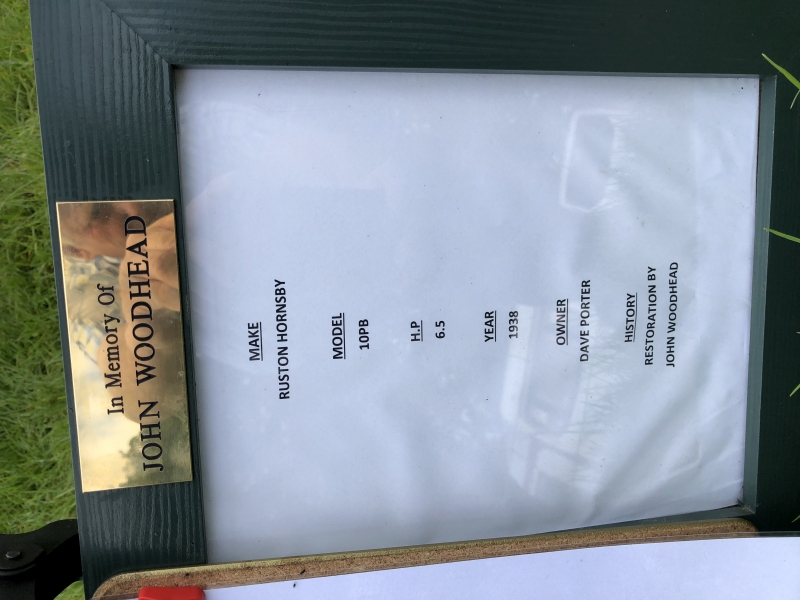 In Memory Of
JOHN WOODHEAD
MAKE
RUSTON HORNSBY
MODEL
10PB
H.P
6.5
YEAR
1938
OWNER
DAVE PORTER
HISTORY
RESTORATION BY
JOHN WOODHEAD